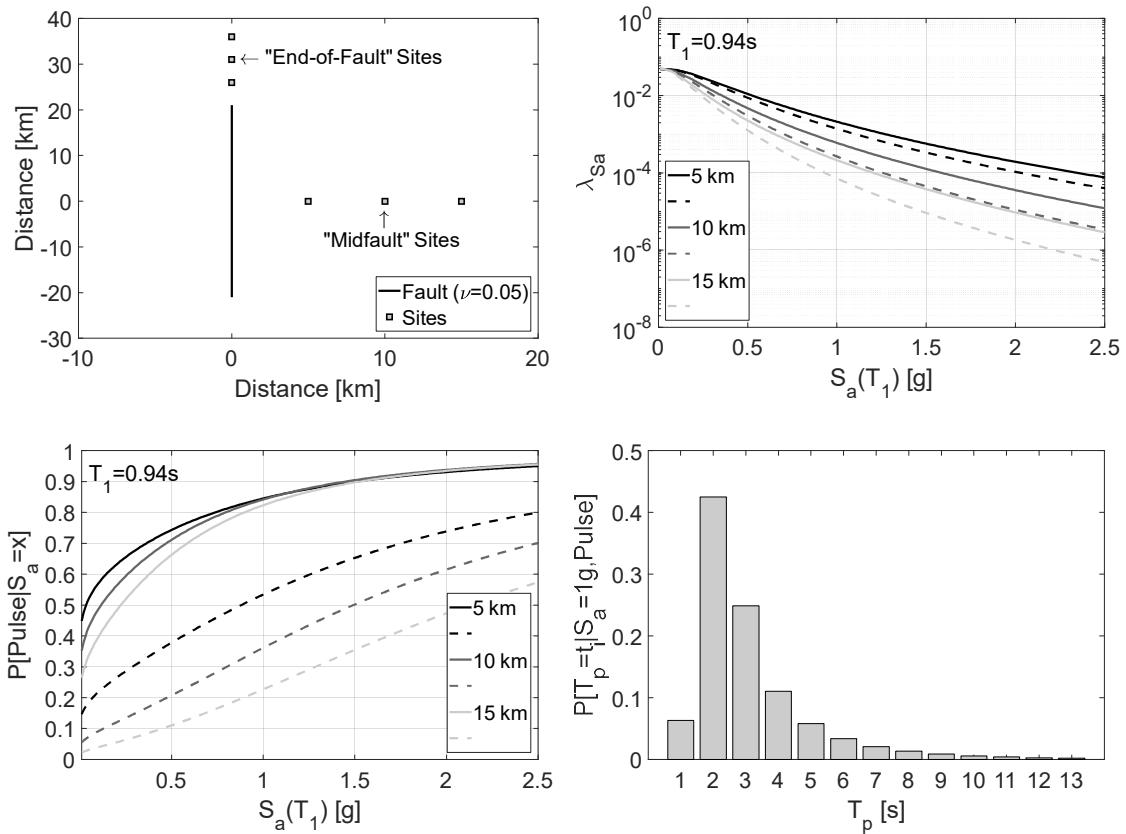 40
30
20
10
0
-10
-20
-30
-10
0
10
20
Distance [km]
Distance [km]
"End-of-Fault" Sites
"Midfault" Sites
Fault (ν=0.05)
Sites
10^0
10^-2
10^-4
10^-6
10^-8
0
0.5
1
1.5
2
2.5
λ_Sa
S_a(T_1) [g]
T_1=0.94s
5 km
10 km
15 km
1
0.9
0.8
0.7
0.6
0.5
0.4
0.3
0.2
0.1
0
0.5
1
1.5
2
2.5
P[Pulse|S_a=x]
S_a(T_1) [g]
T_1=0.94s
5 km
10 km
15 km
0.5
0.4
0.3
0.2
0.1
0
1 2 3 4 5 6 7 8 9 10 11 12 13
P[T_p=t_i|S_a=1g,Pulse]
T_p [s]